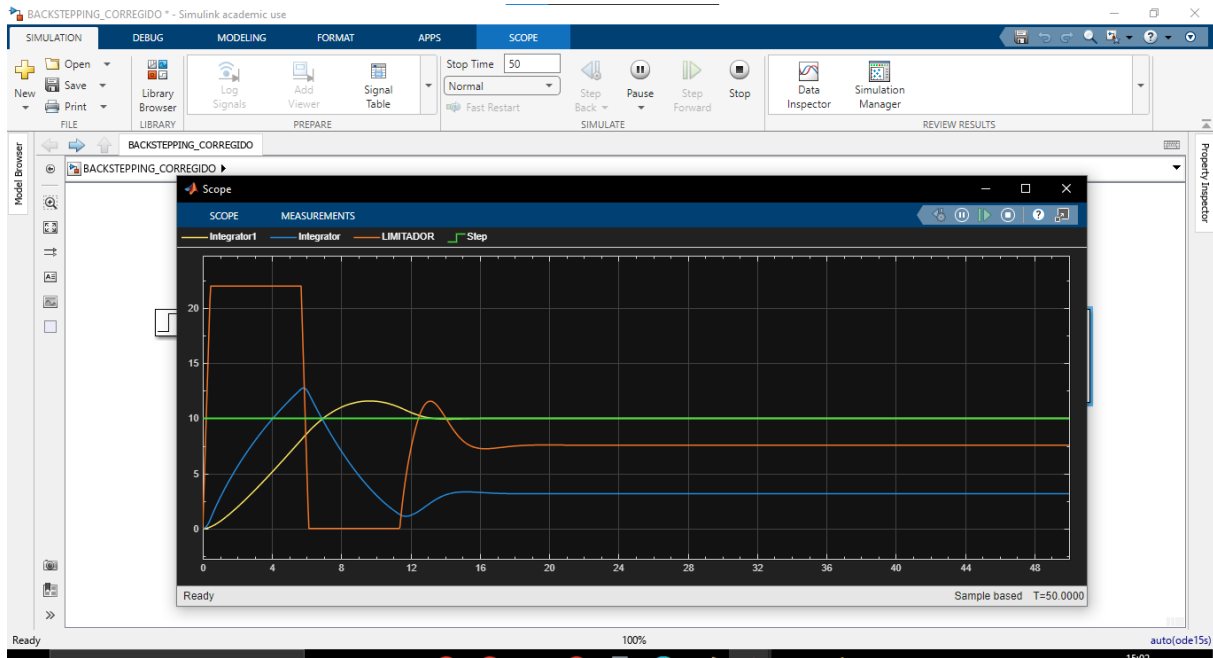 BACKSTEPPING_CORREGIDO * - Simulink academic use
SIMULATION DEBUG MODELING FORMAT APPS SCOPE
New Open Save Print Library Browser Log Signals Add Viewer Signal Table Stop Time 50 Normal Fast Restart Step Back Pause Step Forward Stop Data Inspector Simulation Manager
FILE LIBRARY PREPARE SIMULATE REVIEW RESULTS
Model Browser
BACKSTEPPING_CORREGIDO
BACKSTEPPING_CORREGIDO
Property Inspector
Scope
SCOPE MEASUREMENTS
Integrator1 Integrator LIMITADOR Step
20
15
10
5
0
0 4 8 12 16 20 24 28 32 36 40 44 48
Ready Sample based T=50.0000
Ready 100% auto(ode15s)